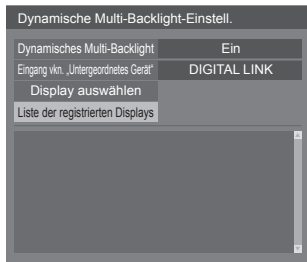 Dynamische Multi-Backlight-Einstell.
Dynamisches Multi-Backlight Ein
Eingang vkn. „Untergeordnetes Gerät“ DIGITAL LINK
Display auswählen
Liste der registrierten Displays